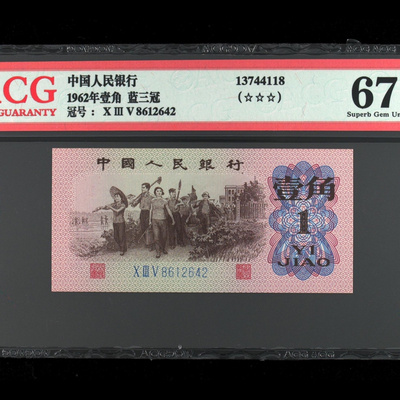 CG
GUARANTY
中国人民银行
1962年壹角 蓝三冠
冠号： X III V 8612642
13744118
(☆☆☆)
67
Superb Gem Un
中国人民银行
壹角
1
YI
JIAO
X III V 8612642